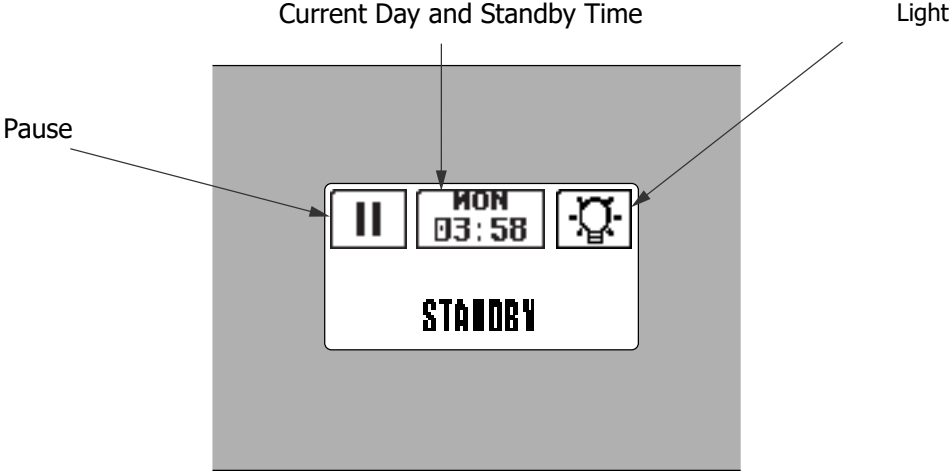 Current Day and Standby Time
Light
Pause
MON
03:58
STANDBY